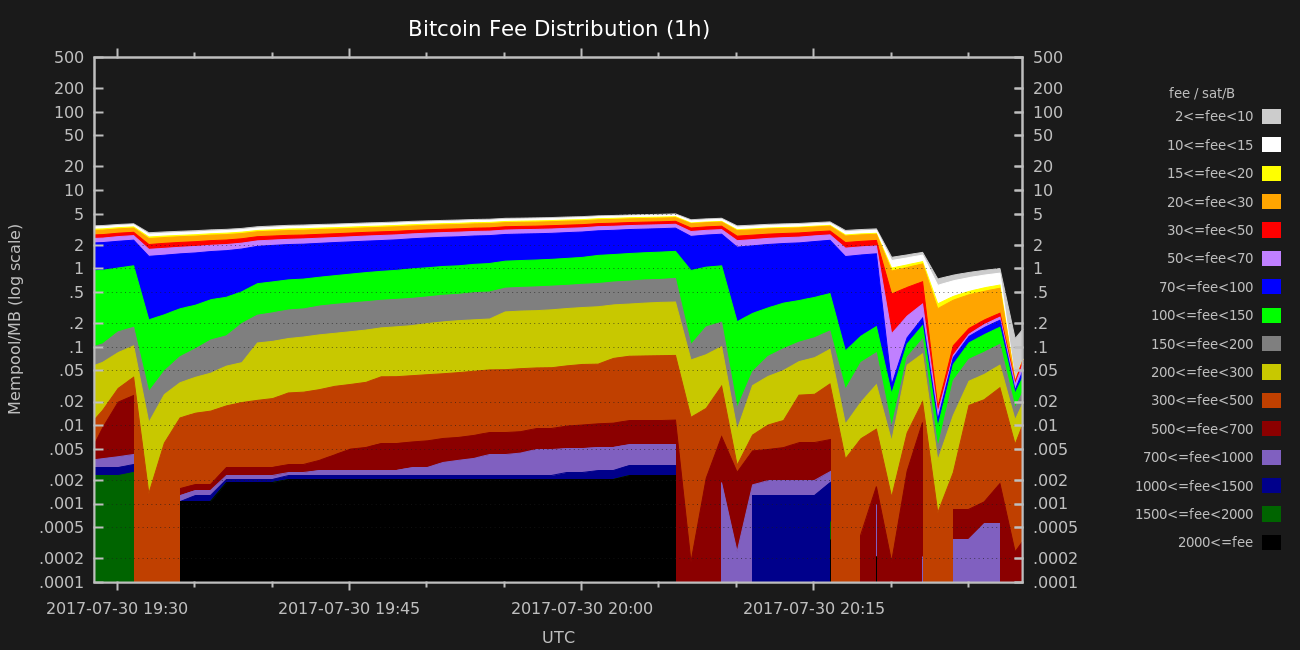 Bitcoin Fee Distribution (1h)
Mempool/MB (log scale)
500
200
100
50
20
10
5
2
1
.5
.2
.1
.05
.02
.01
.005
.002
.001
.0005
.0002
.0001
500
200
100
50
20
10
5
2
1
.5
.2
.1
.05
.02
.01
.005
.002
.001
.0005
.0002
.0001
2017-07-30 19:30
2017-07-30 19:45
2017-07-30 20:00
2017-07-30 20:15
UTC
fee / sat/B
2<=fee<10
10<=fee<15
15<=fee<20
20<=fee<30
30<=fee<50
50<=fee<70
70<=fee<100
100<=fee<150
150<=fee<200
200<=fee<300
300<=fee<500
500<=fee<700
700<=fee<1000
1000<=fee<1500
1500<=fee<2000
2000<=fee